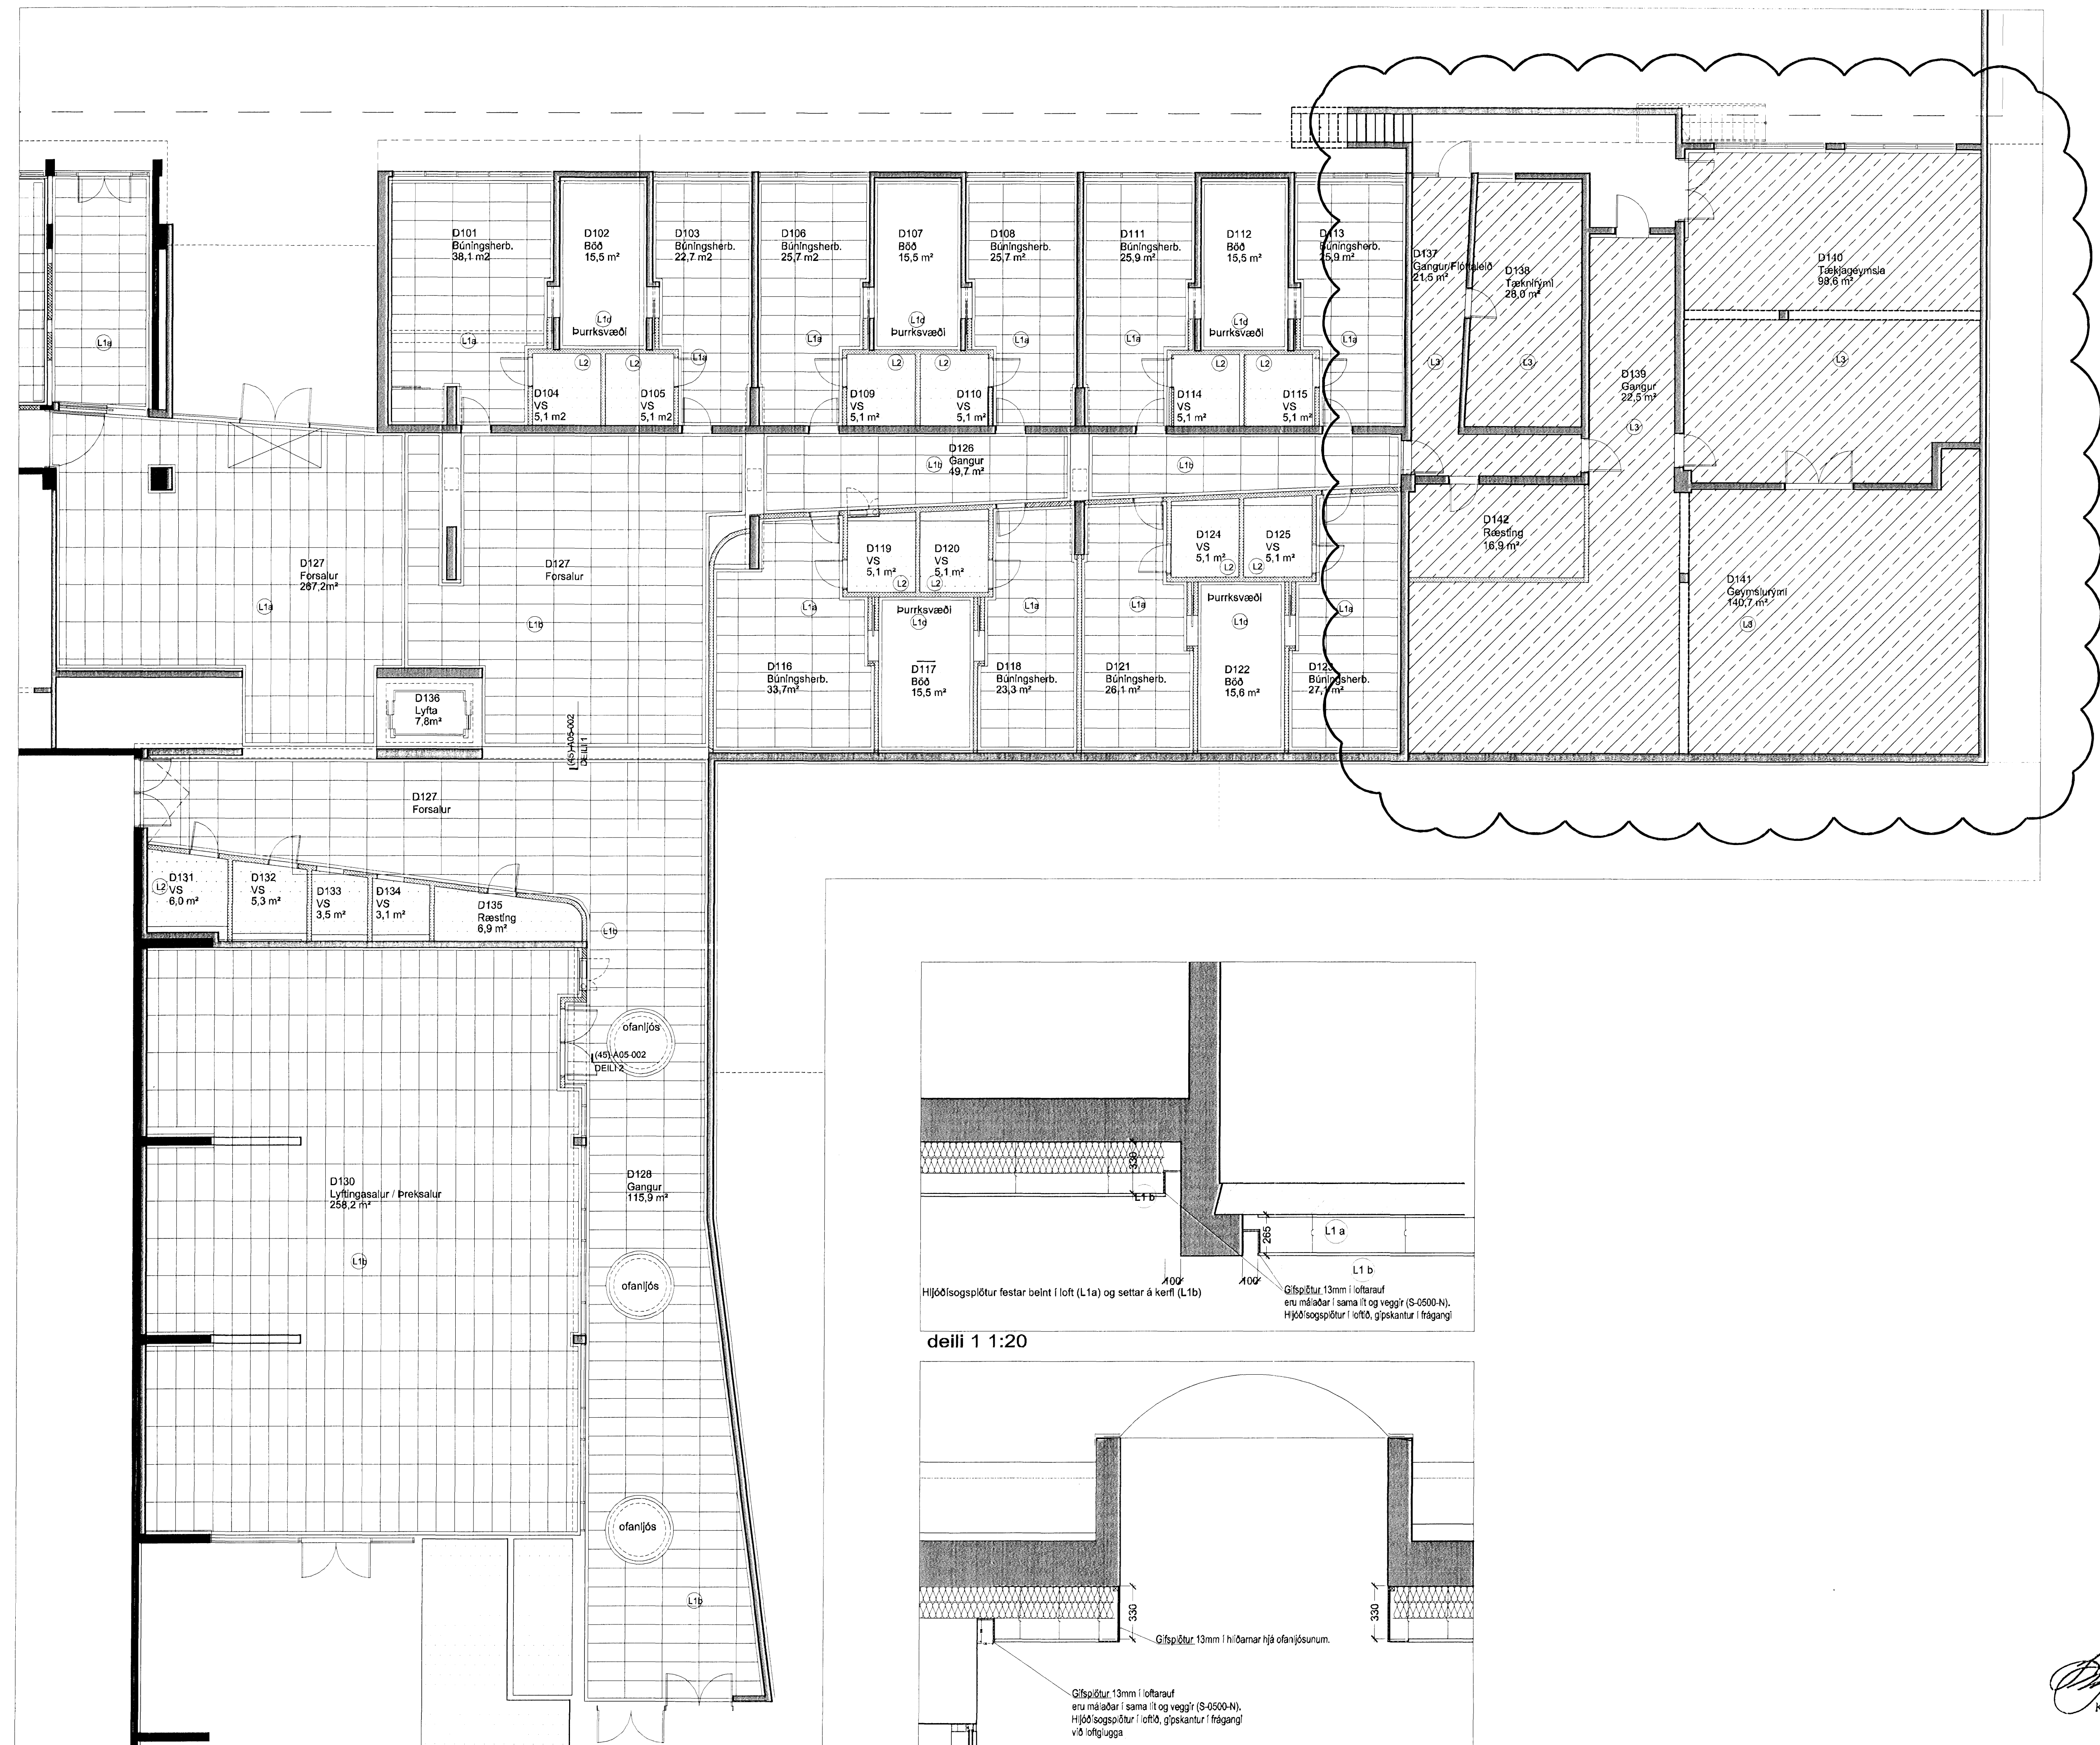 D101
Búningsherb.
38,1 m2
L1a
D102
Böð
15,5 m²
L1d
Þurrksvæði
D103
Búningsherb.
22,7 m2
L1a
D106
Búningsherb.
25,7 m²
L1a
D107
Böð
15,5 m²
L1d
Þurrksvæði
D108
Búningsherb.
25,7 m²
L1a
D111
Búningsherb.
25,9 m²
L1a
D112
Böð
15,5 m²
L1d
Þurrksvæði
D113
Búningsherb.
25,9 m²
L1a
D137
Gangur/Flóttaleið
21,5 m²
L3
D138
Tæknirými
28,0 m²
L3
D139
Gangur
22,5 m²
L3
D140
Tækjageymsla
98,6 m²
L3
L1a
L2
D104
VS
5,1 m2
L2
D105
VS
5,1 m2
L2
D109
VS
5,1 m²
L2
D110
VS
5,1 m²
L2
D114
VS
5,1 m²
L2
D115
VS
5,1 m²
D126
Gangur
49,7 m²
L1b
L1b
D127
Forsalur
267,2m²
L1a
D127
Forsalur
L1b
D119
VS
5,1 m²
L2
D120
VS
5,1 m²
L2
D124
VS
5,1 m²
L2
D125
VS
5,1 m²
L2
D142
Ræsting
16,9 m²
D141
Geymslurými
140,7 m²
L3
L1a
Þurrksvæði
L1d
L1a
L1a
Þurrksvæði
L1d
L1a
D116
Búningsherb.
33,7m²
D117
Böð
15,5 m²
D118
Búningsherb.
23,3 m²
D121
Búningsherb.
26,1 m²
D122
Böð
15,6 m²
D123
Búningsherb.
27,1 m²
D136
Lyfta
7,8m²
(45)-A05-002
DEILI 1
D127
Forsalur
L2
D131
VS
6,0 m²
D132
VS
5,3 m²
D133
VS
3,5 m²
D134
VS
3,1 m²
D135
Ræsting
6,9 m²
L1b
ofanljós
(45)-A05-002
DEILI 2
D130
Lyftingasalur / Þreksalur
258,2 m²
L1b
D128
Gangur
115,9 m²
ofanljós
ofanljós
L1b
330
L1 b
265
L1 a
L1 b
100
100
Hljóðísogsplötur festar beint í loft (L1a) og settar á kerfi (L1b)
Gifsplötur 13mm í loftarauf
eru málaðar í sama lit og veggir (S-0500-N).
Hljóðísogsplötur í loftið, gipskantur í frágangi
deili 1 1:20
330
330
Gifsplötur 13mm í hliðarnar hjá ofanljósunum.
Gifsplötur 13mm í loftarauf
eru málaðar í sama lit og veggir (S-0500-N).
Hljóðísogsplötur í loftið, gipskantur í frágangi
við loftglugga